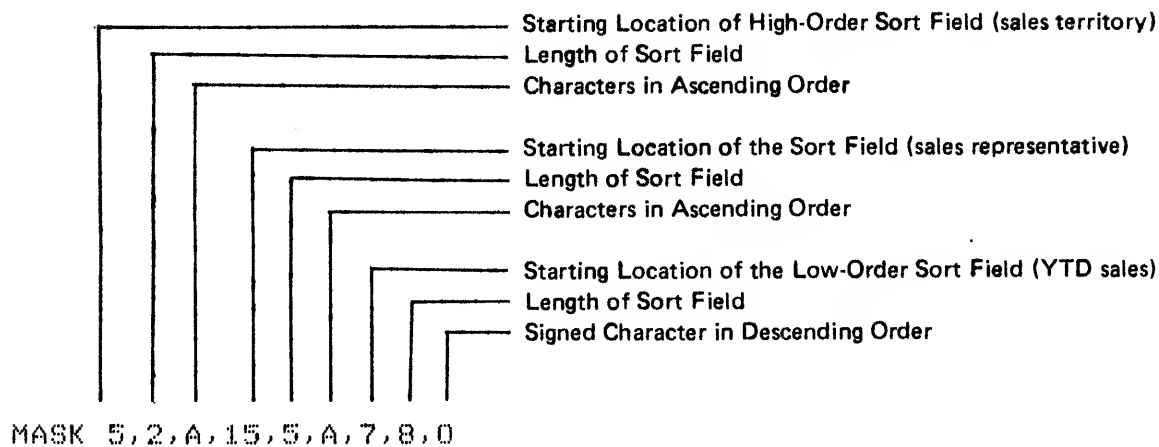 Starting Location of High-Order Sort Field (sales territory)
Length of Sort Field
Characters in Ascending Order
Starting Location of the Sort Field (sales representative)
Length of Sort Field
Characters in Ascending Order
Starting Location of the Low-Order Sort Field (YTD sales)
Length of Sort Field
Signed Character in Descending Order
MASK 5,2,A,15,5,A,7,8,O